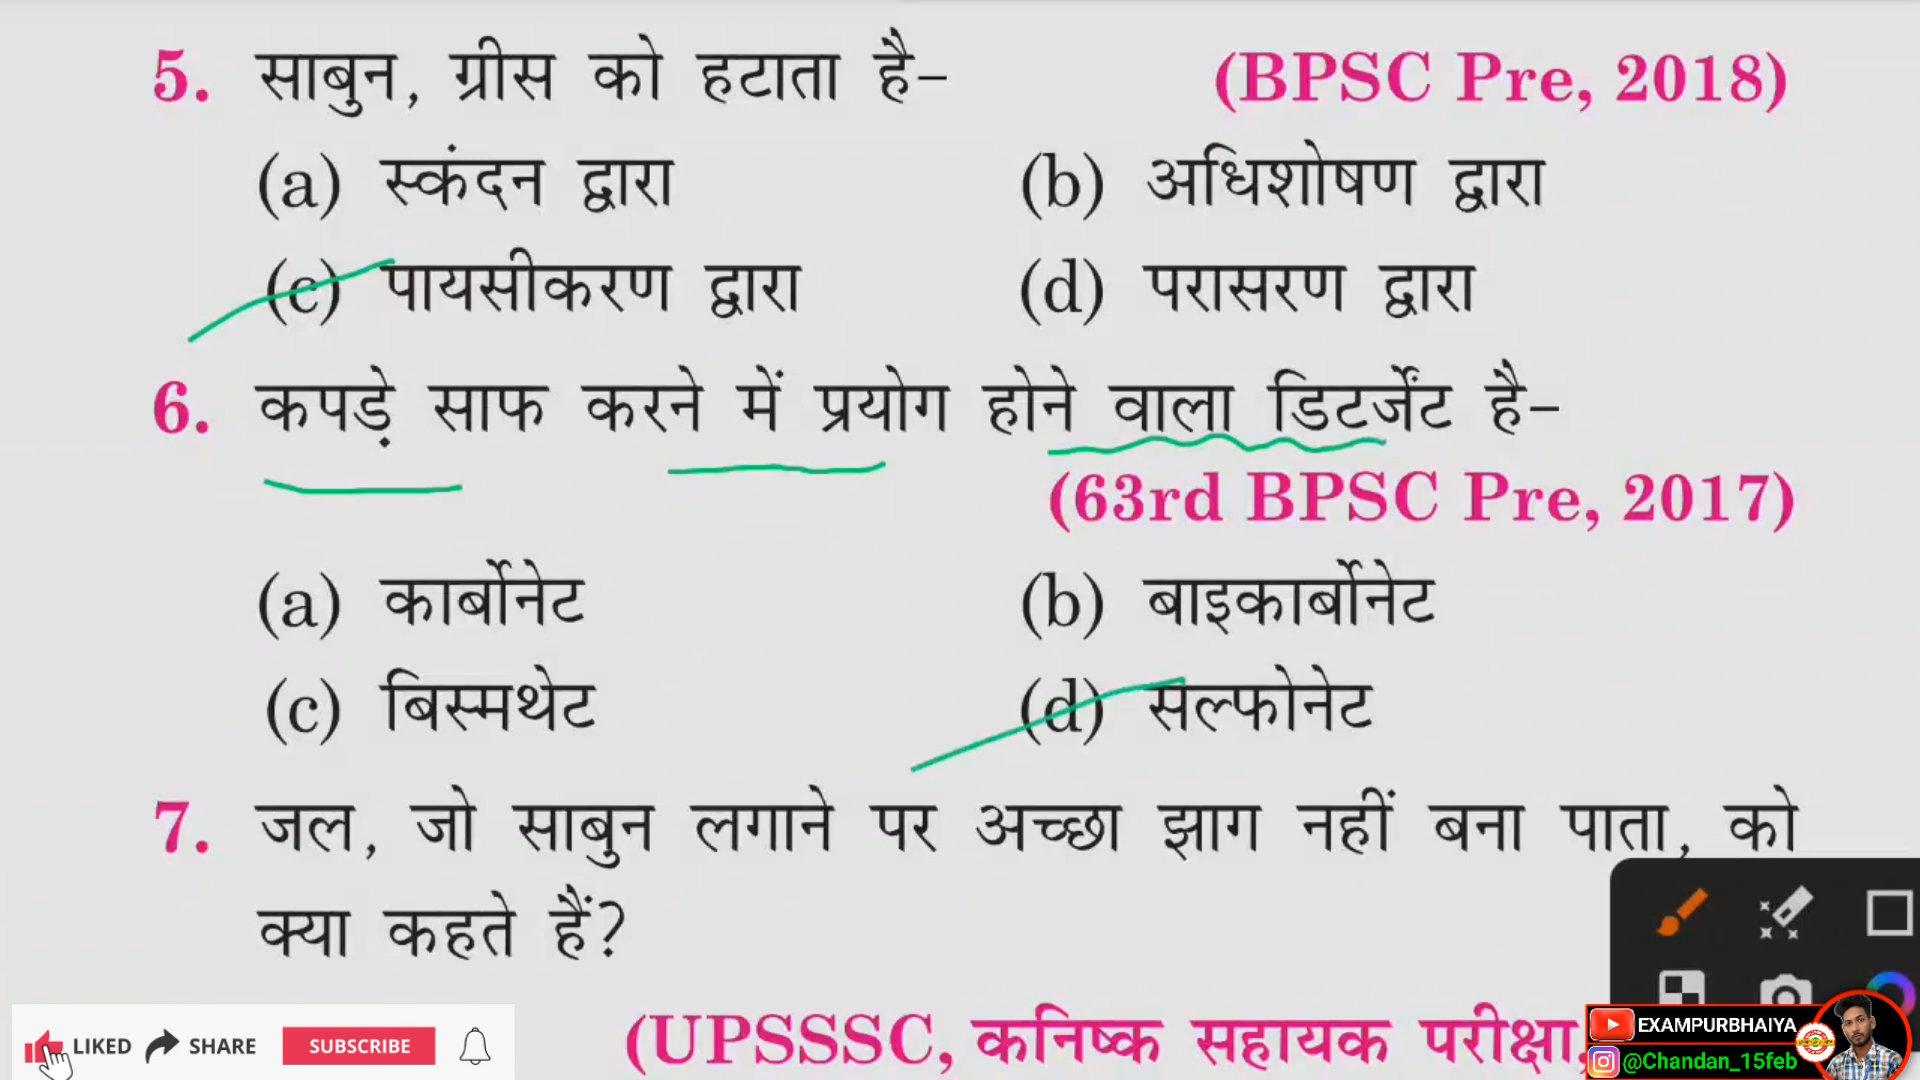 5. साबुन, ग्रीस को हटाता है– (BPSC Pre, 2018)
(a) स्कंदन द्वारा (b) अधिशोषण द्वारा
(c) पायसीकरण द्वारा (d) परासरण द्वारा
6. कपड़े साफ करने में प्रयोग होने वाला डिटर्जेंट है–
(63rd BPSC Pre, 2017)
(a) कार्बोनेट (b) बाइकार्बोनेट
(c) बिस्मथेट (d) सल्फोनेट
7. जल, जो साबुन लगाने पर अच्छा झाग नहीं बना पाता, को
क्या कहते हैं?
(UPSSSC, कनिष्क सहायक परीक्षा,
LIKED SHARE SUBSCRIBE
EXAMPURBHAIYA
@Chandan_15feb